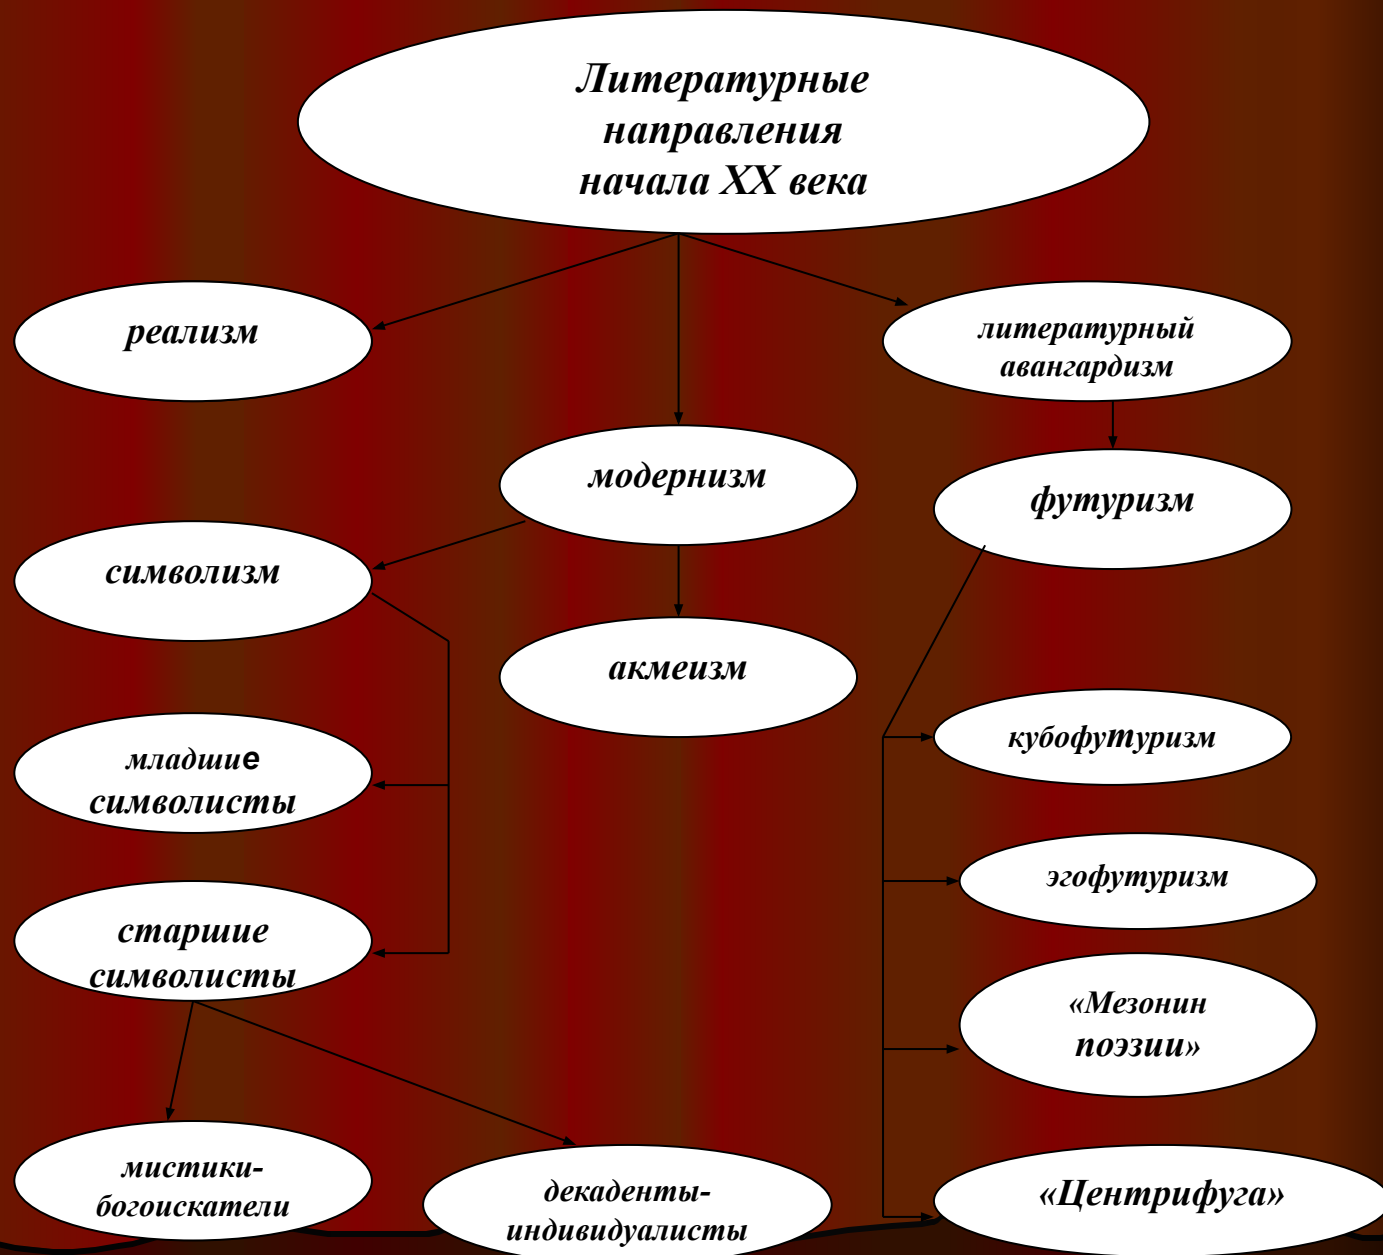 Литературные
направления
начала XX века
реализм
литературный
авангардизм
модернизм
футуризм
символизм
акмеизм
младшие
символисты
кубофутуризм
эгофутуризм
старшие
символисты
«Мезонин
поэзии»
мистики-
богоискатели
декаденты-
индивидуалисты
«Центрифуга»